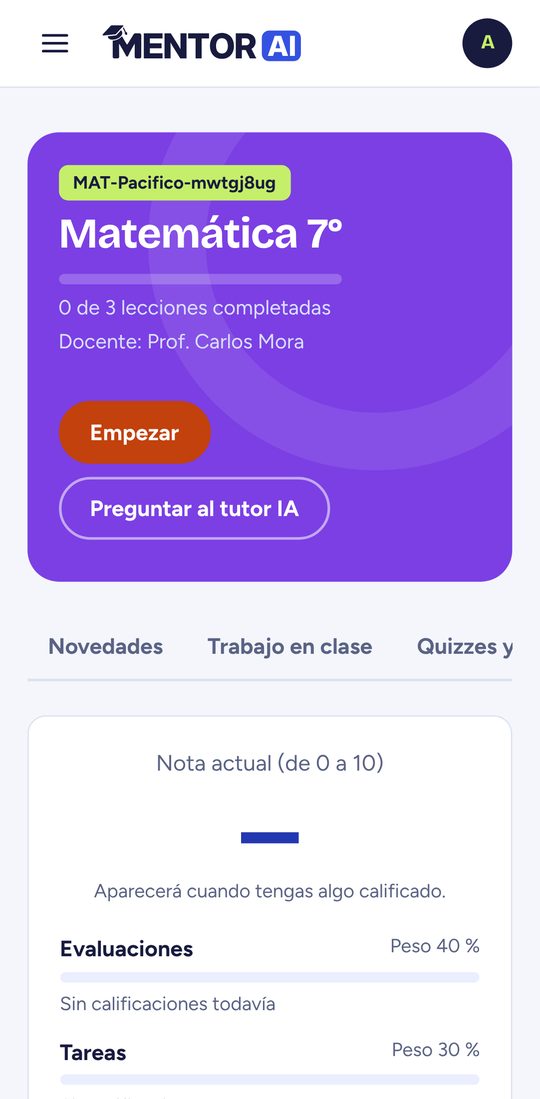 MENTOR AI
A
MAT-Pacifico-mwtgj8ug
Matemática 7°
0 de 3 lecciones completadas
Docente: Prof. Carlos Mora
Empezar
Preguntar al tutor IA
Novedades Trabajo en clase Quizzes y
Nota actual (de 0 a 10)
—
Aparecerá cuando tengas algo calificado.
Evaluaciones Peso 40 %
Sin calificaciones todavía
Tareas Peso 30 %